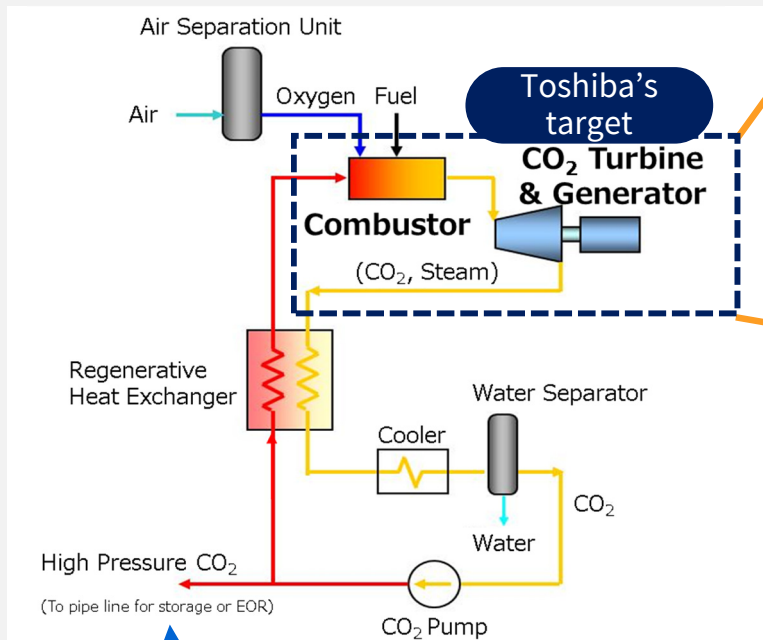 Air Separation Unit
Toshiba’s
target
Oxygen
Fuel
Air
CO₂ Turbine
& Generator
Combustor
(CO₂, Steam)
Regenerative
Heat Exchanger
Water Separator
Cooler
CO₂
Water
High Pressure CO₂
(To pipe line for storage or EOR)
CO₂ Pump